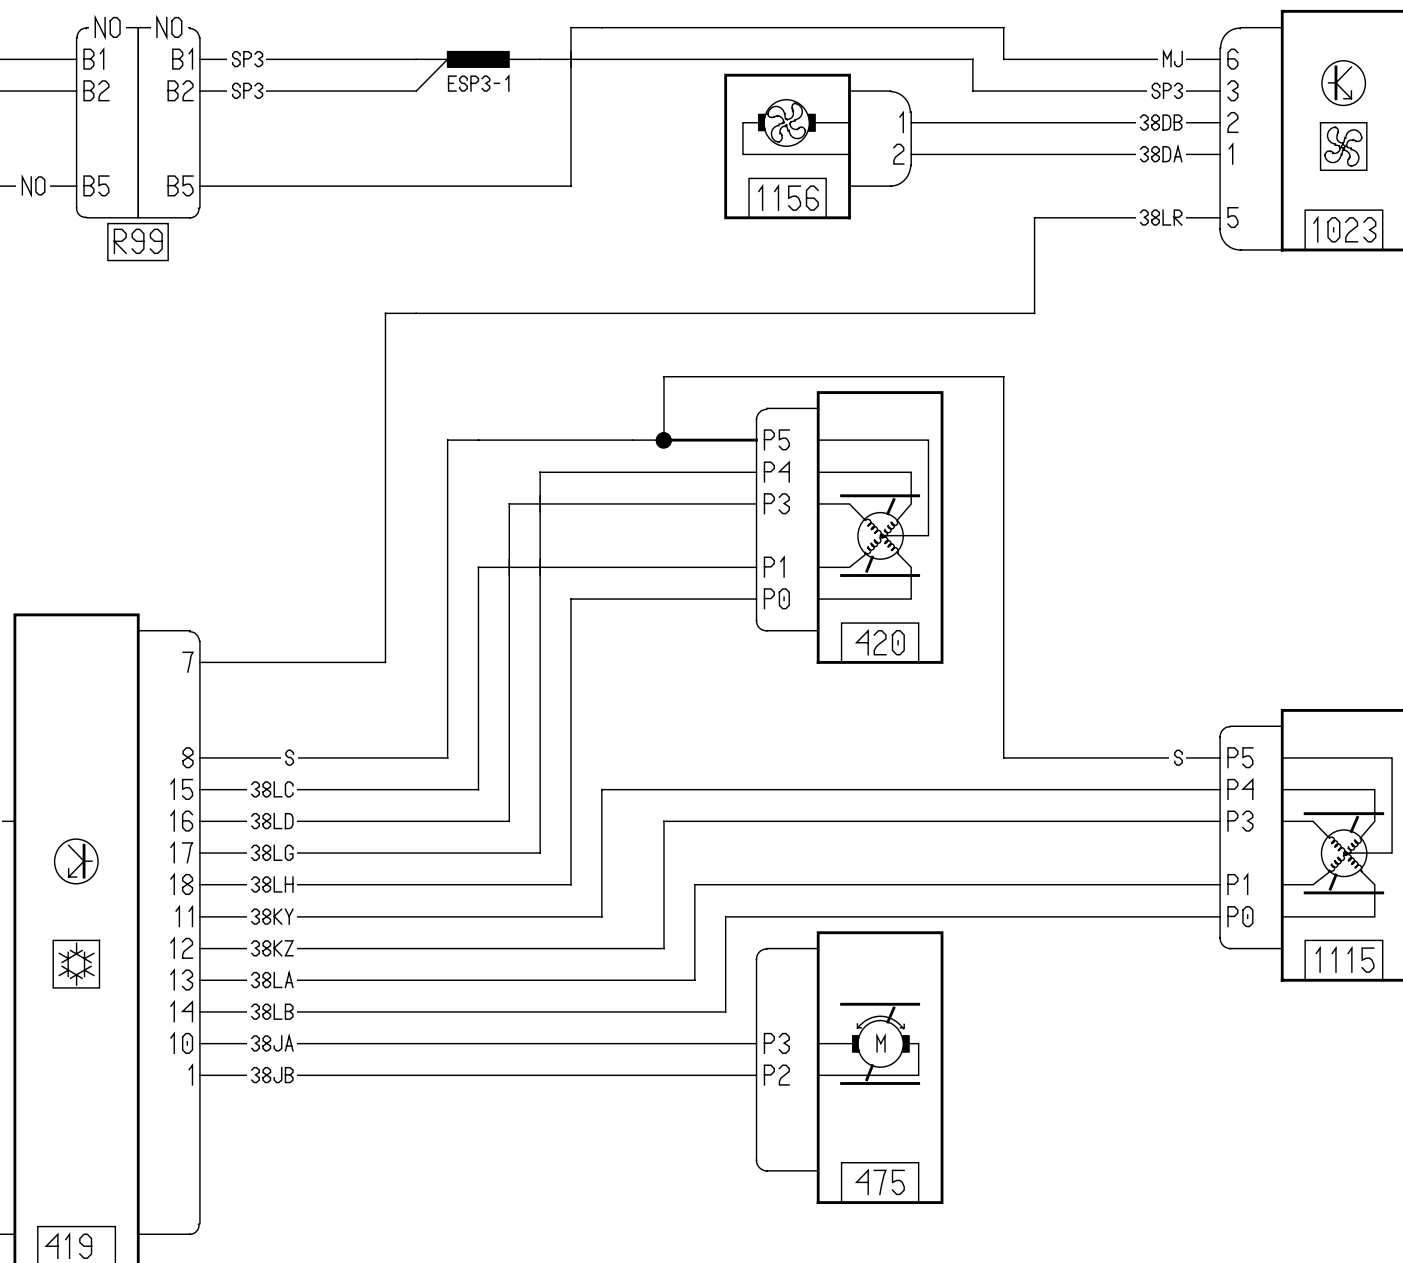 NO NO
B1 B1 SP3 MJ 6
B2 B2 SP3 ESP3-1 SP3 3
1 38DB 2
2 38DA 1
NO B5 B5 1156
38LR 5
R99 1023
P5
P4
P3
P1
P0
420
7
8 S S P5
15 38LC P4
16 38LD P3
17 38LG
18 38LH P1
11 38KY P0
12 38KZ 1115
13 38LA
14 38LB
10 38JA P3 M
1 38JB P2
475
419